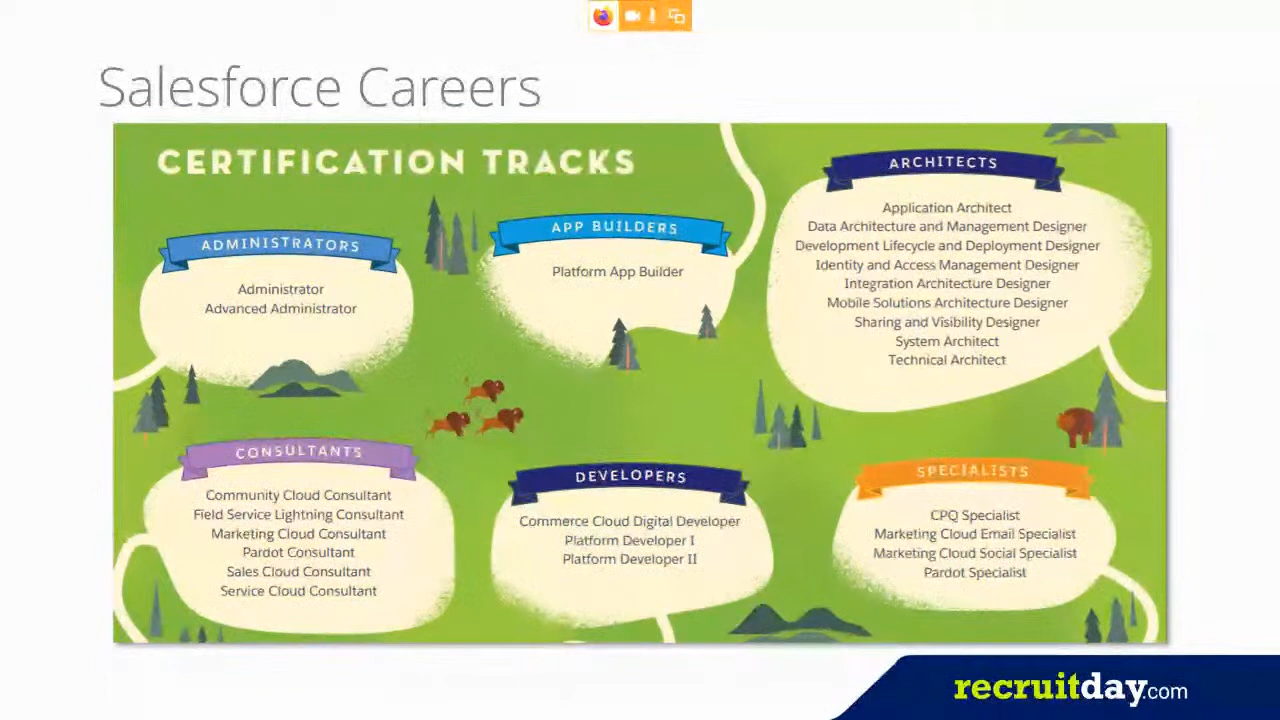 Salesforce Careers
CERTIFICATION TRACKS
ADMINISTRATORS
Administrator
Advanced Administrator
APP BUILDERS
Platform App Builder
ARCHITECTS
Application Architect
Data Architecture and Management Designer
Development Lifecycle and Deployment Designer
Identity and Access Management Designer
Integration Architecture Designer
Mobile Solutions Architecture Designer
Sharing and Visibility Designer
System Architect
Technical Architect
CONSULTANTS
Community Cloud Consultant
Field Service Lightning Consultant
Marketing Cloud Consultant
Pardot Consultant
Sales Cloud Consultant
Service Cloud Consultant
DEVELOPERS
Commerce Cloud Digital Developer
Platform Developer I
Platform Developer II
SPECIALISTS
CPQ Specialist
Marketing Cloud Email Specialist
Marketing Cloud Social Specialist
Pardot Specialist
recruitday.com